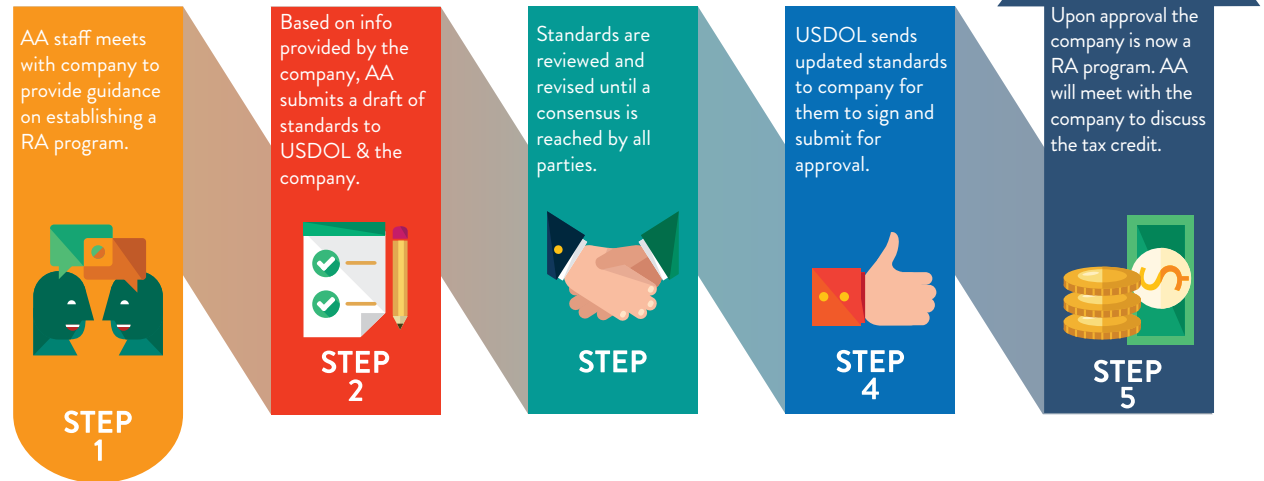 AA staff meets
with company to
provide guidance
on establishing a
RA program.
STEP
1
Based on info
provided by the
company, AA
submits a draft of
standards to
USDOL & the
company.
STEP
2
Standards are
reviewed and
revised until a
consensus is
reached by all
parties.
STEP
USDOL sends
updated standards
to company for
them to sign and
submit for
approval.
STEP
4
Upon approval the
company is now a
RA program. AA
will meet with the
company to discuss
the tax credit.
$
STEP
5